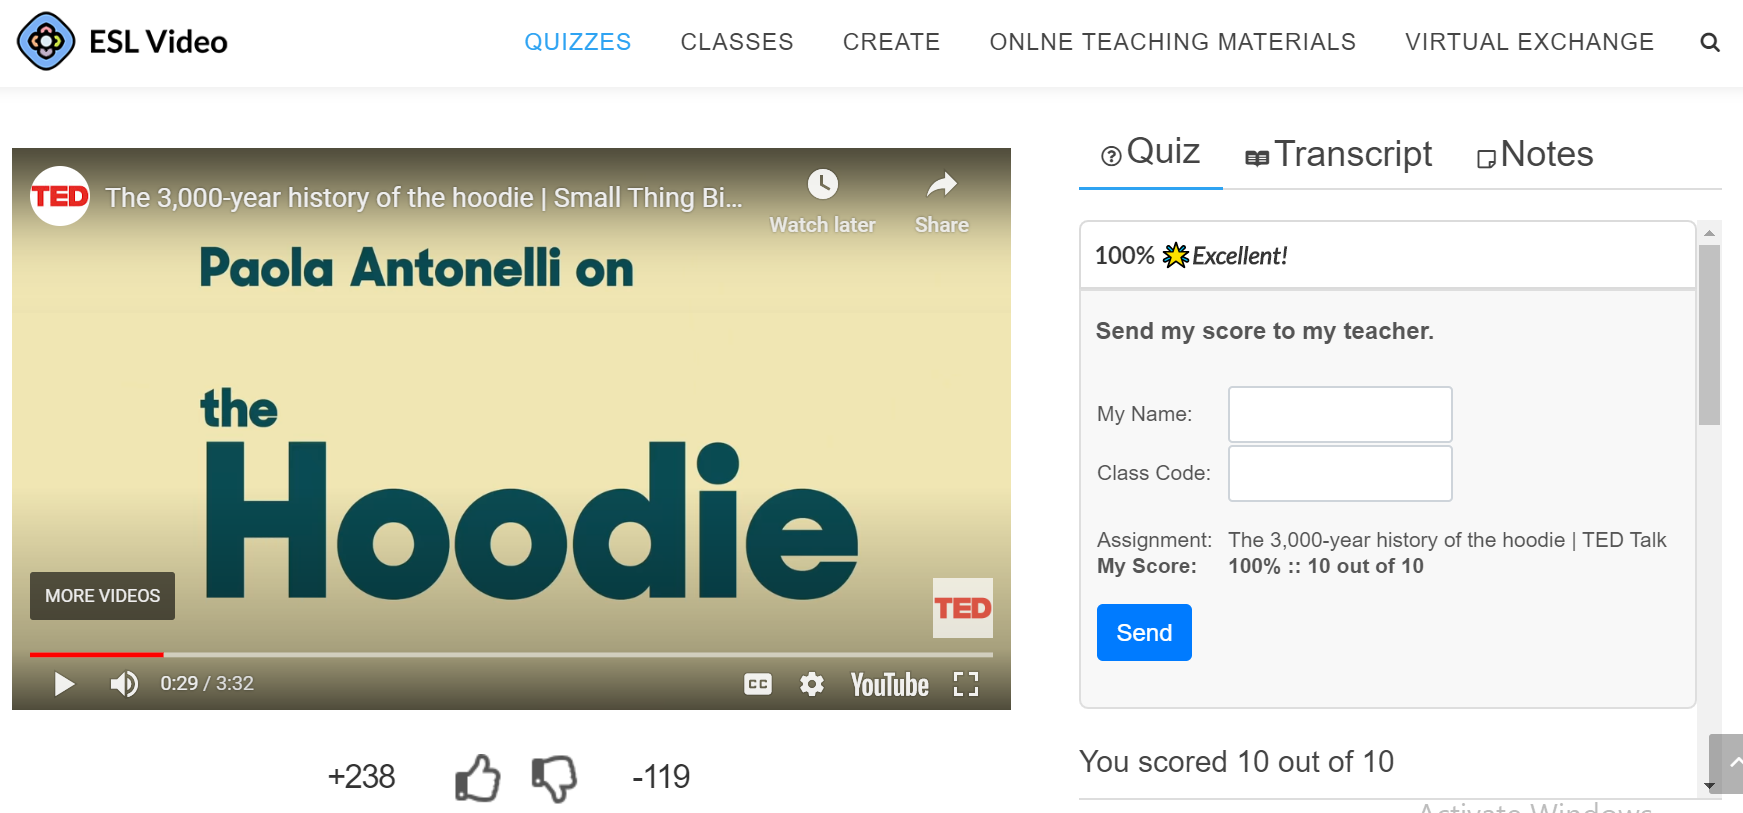 ESL Video
QUIZZES
CLASSES
CREATE
ONLNE TEACHING MATERIALS
VIRTUAL EXCHANGE
TED
The 3,000-year history of the hoodie | Small Thing Bi...
Watch later
Share
Paola Antonelli on
the
Hoodie
MORE VIDEOS
TED
0:29 / 3:32
CC
YouTube
+238
-119
Quiz
Transcript
Notes
100% Excellent!
Send my score to my teacher.
My Name:
Class Code:
Assignment: The 3,000-year history of the hoodie | TED Talk
My Score: 100% :: 10 out of 10
Send
You scored 10 out of 10
Activate Windows